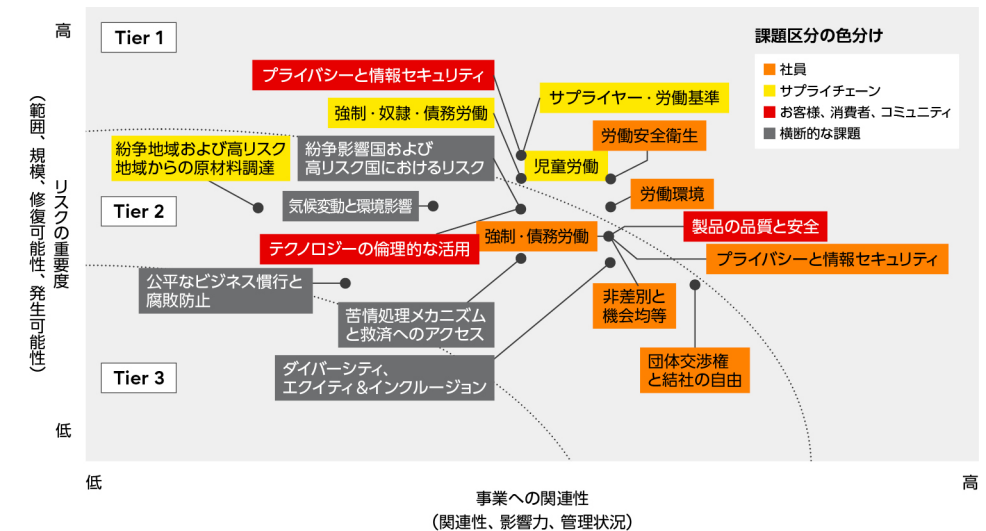 高
リスクの重要度
（範囲、規模、修復可能性、発生可能性）
低
Tier 1
Tier 2
Tier 3
課題区分の色分け
社員
サプライチェーン
お客様、消費者、コミュニティ
横断的な課題
プライバシーと情報セキュリティ
サプライヤー・労働基準
強制・奴隷・債務労働
労働安全衛生
紛争地域および高リスク
地域からの原材料調達
紛争影響国および
高リスク国におけるリスク
児童労働
労働環境
気候変動と環境影響
製品の品質と安全
テクノロジーの倫理的な活用
強制・債務労働
プライバシーと情報セキュリティ
公平なビジネス慣行と
腐敗防止
苦情処理メカニズム
と救済へのアクセス
非差別と
機会均等
団体交渉権
と結社の自由
ダイバーシティ、
エクイティ＆インクルージョン
低
高
事業への関連性
（関連性、影響力、管理状況）